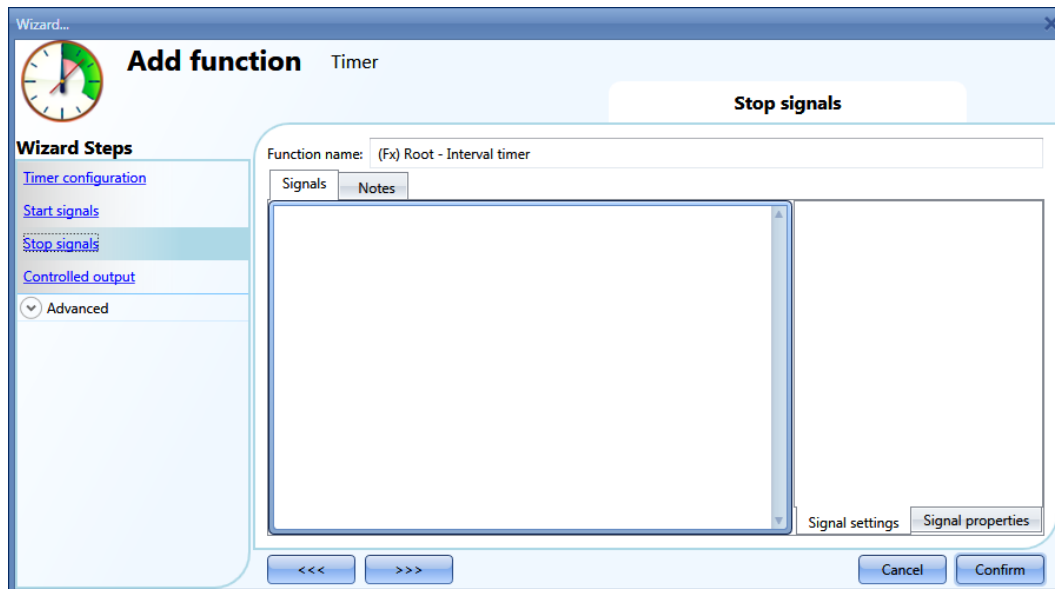 Wizard...
Add function Timer
Stop signals
Wizard Steps
Timer configuration
Start signals
Stop signals
Controlled output
Advanced
Function name: (Fx) Root - Interval timer
Signals Notes
Signal settings Signal properties
<<< >>> Cancel Confirm